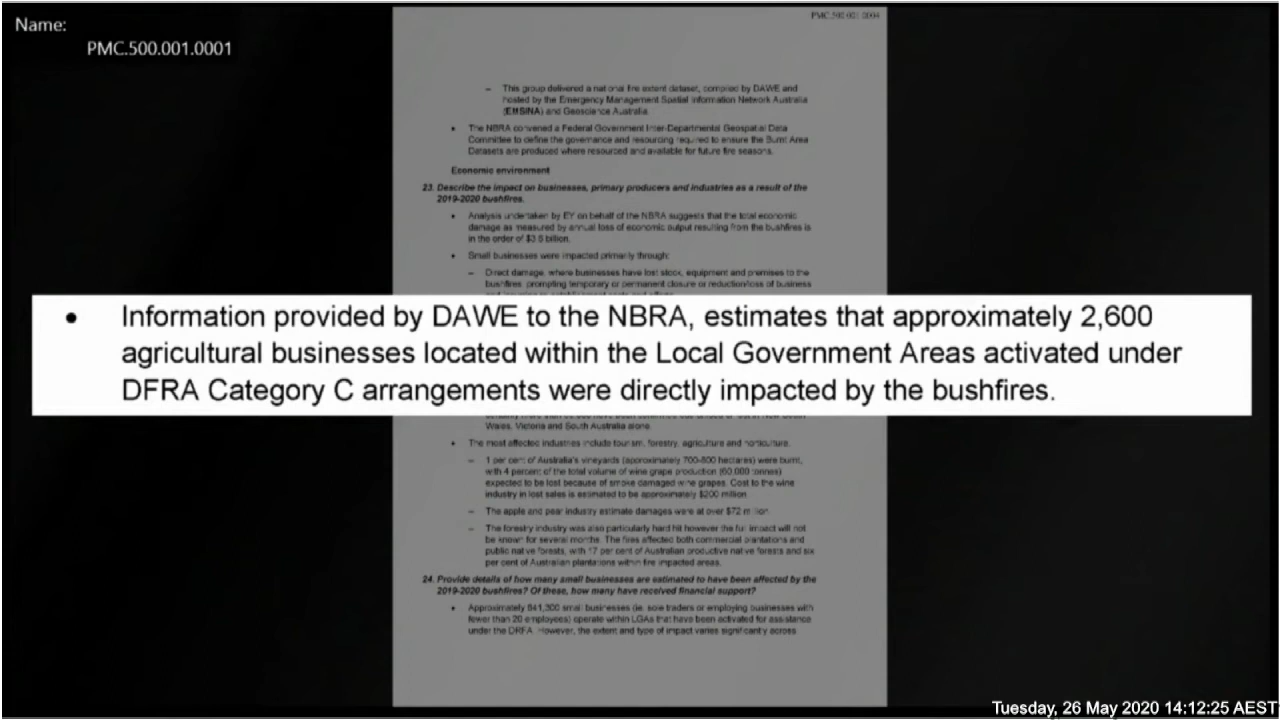 Name:
PMC.500.001.0001
PMC.500.001.0004
– This group delivered a national fire extent dataset, compiled by DAWE and
hosted by the Emergency Management Spatial Information Network Australia
(EMSINA) and Geoscience Australia.
• The NBRA convened a Federal Government Inter-Departmental Geospatial Data
Committee to define the governance and resourcing required to ensure the Burnt Area
Datasets are produced where resourced and available for future fire seasons.
Economic environment
23. Describe the impact on businesses, primary producers and industries as a result of the
2019-2020 bushfires.
• Analysis undertaken by EY on behalf of the NBRA suggests that the total economic
damage as measured by annual loss of economic output resulting from the bushfires is
in the order of $3.6 billion.
• Small businesses were impacted primarily through:
– Direct damage, where businesses have lost stock, equipment and premises to the
bushfires, prompting temporary or permanent closure or reduction/loss of business
• Information provided by DAWE to the NBRA, estimates that approximately 2,600
agricultural businesses located within the Local Government Areas activated under
DFRA Category C arrangements were directly impacted by the bushfires.
Wales, Victoria and South Australia alone.
• The most affected industries include tourism, forestry, agriculture and horticulture.
– 1 per cent of Australia's vineyards (approximately 700-800 hectares) were burnt,
with 4 percent of the total volume of wine grape production (60,000 tonnes)
expected to be lost because of smoke damaged wine grapes. Cost to the wine
industry in lost sales is estimated to be approximately $200 million.
– The apple and pear industry estimate damages were at over $72 million.
– The forestry industry was also particularly hard hit however the full impact will not
be known for several months. The fires affected both commercial plantations and
public native forests, with 17 per cent of Australian productive native forests and six
per cent of Australian plantations within fire impacted areas.
24. Provide details of how many small businesses are estimated to have been affected by the
2019-2020 bushfires? Of these, how many have received financial support?
• Approximately small businesses (ie. sole traders or employing businesses with
fewer than 20 employees) operate within LGAs that have been activated for assistance
under the DRFA. However, the extent and type of impact varies significantly across
Tuesday, 26 May 2020 14:12:25 AEST